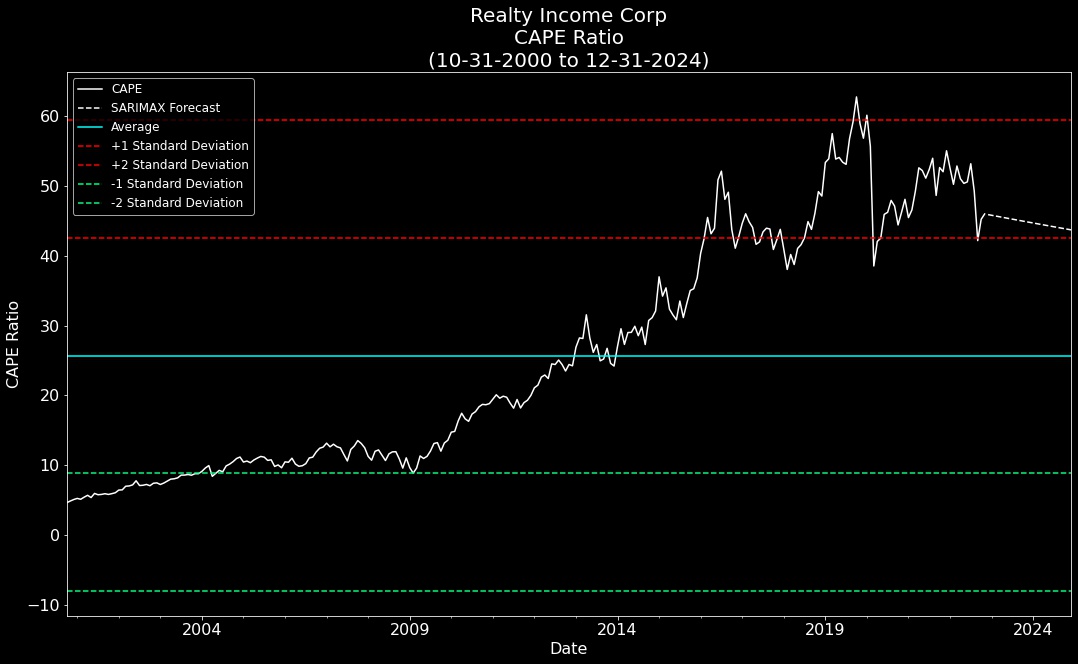 Realty Income Corp
CAPE Ratio
(10-31-2000 to 12-31-2024)
CAPE
SARIMAX Forecast
Average
+1 Standard Deviation
+2 Standard Deviation
-1 Standard Deviation
-2 Standard Deviation
60
50
40
30
20
10
0
−10
CAPE Ratio
2004 2009 2014 2019 2024
Date